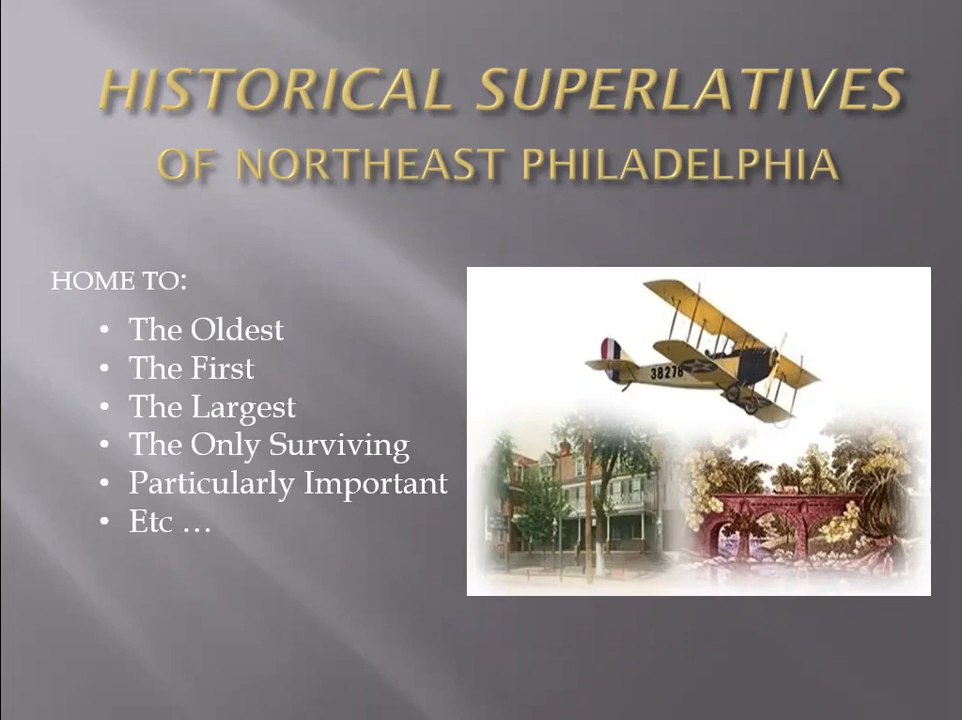 HISTORICAL SUPERLATIVES
OF NORTHEAST PHILADELPHIA
HOME TO:
• The Oldest
• The First
• The Largest
• The Only Surviving
• Particularly Important
• Etc …
38278